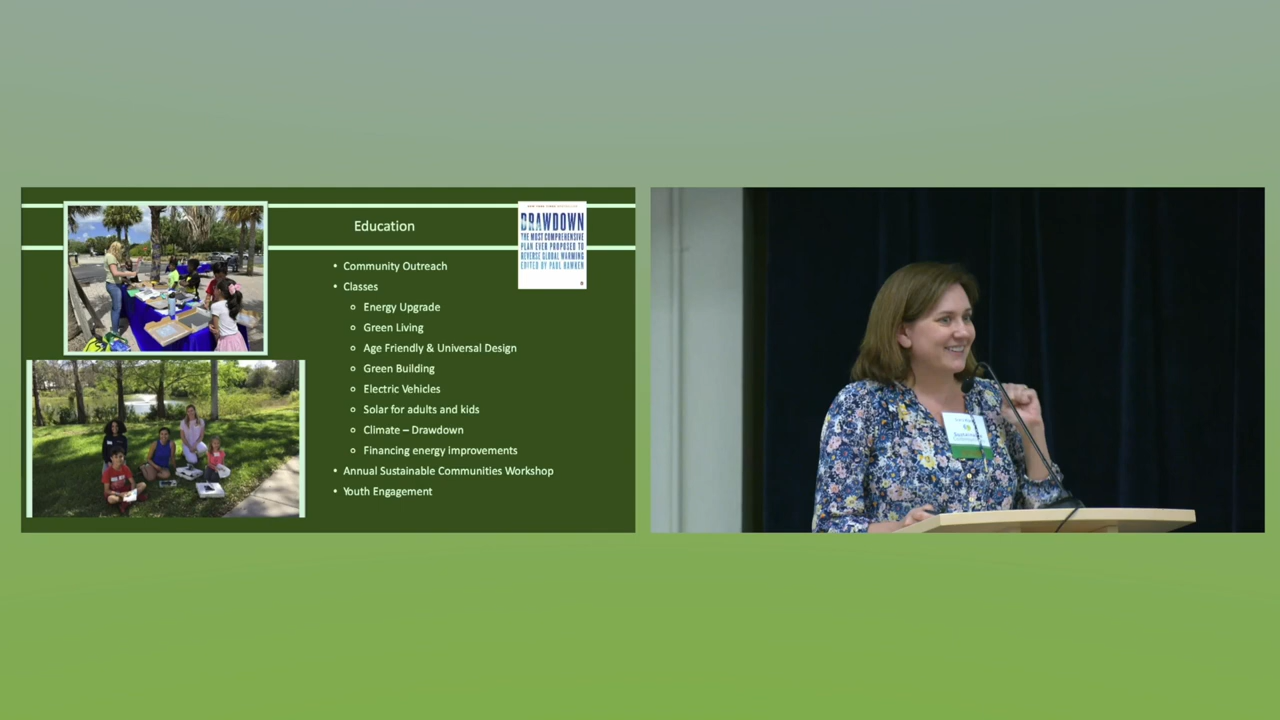 Education
DRAWDOWN
THE MOST COMPREHENSIVE
PLAN EVER PROPOSED TO
REVERSE GLOBAL WARMING
EDITED BY PAUL HAWKEN
• Community Outreach
• Classes
Energy Upgrade
Green Living
Age Friendly & Universal Design
Green Building
Electric Vehicles
Solar for adults and kids
Climate – Drawdown
Financing energy improvements
• Annual Sustainable Communities Workshop
• Youth Engagement